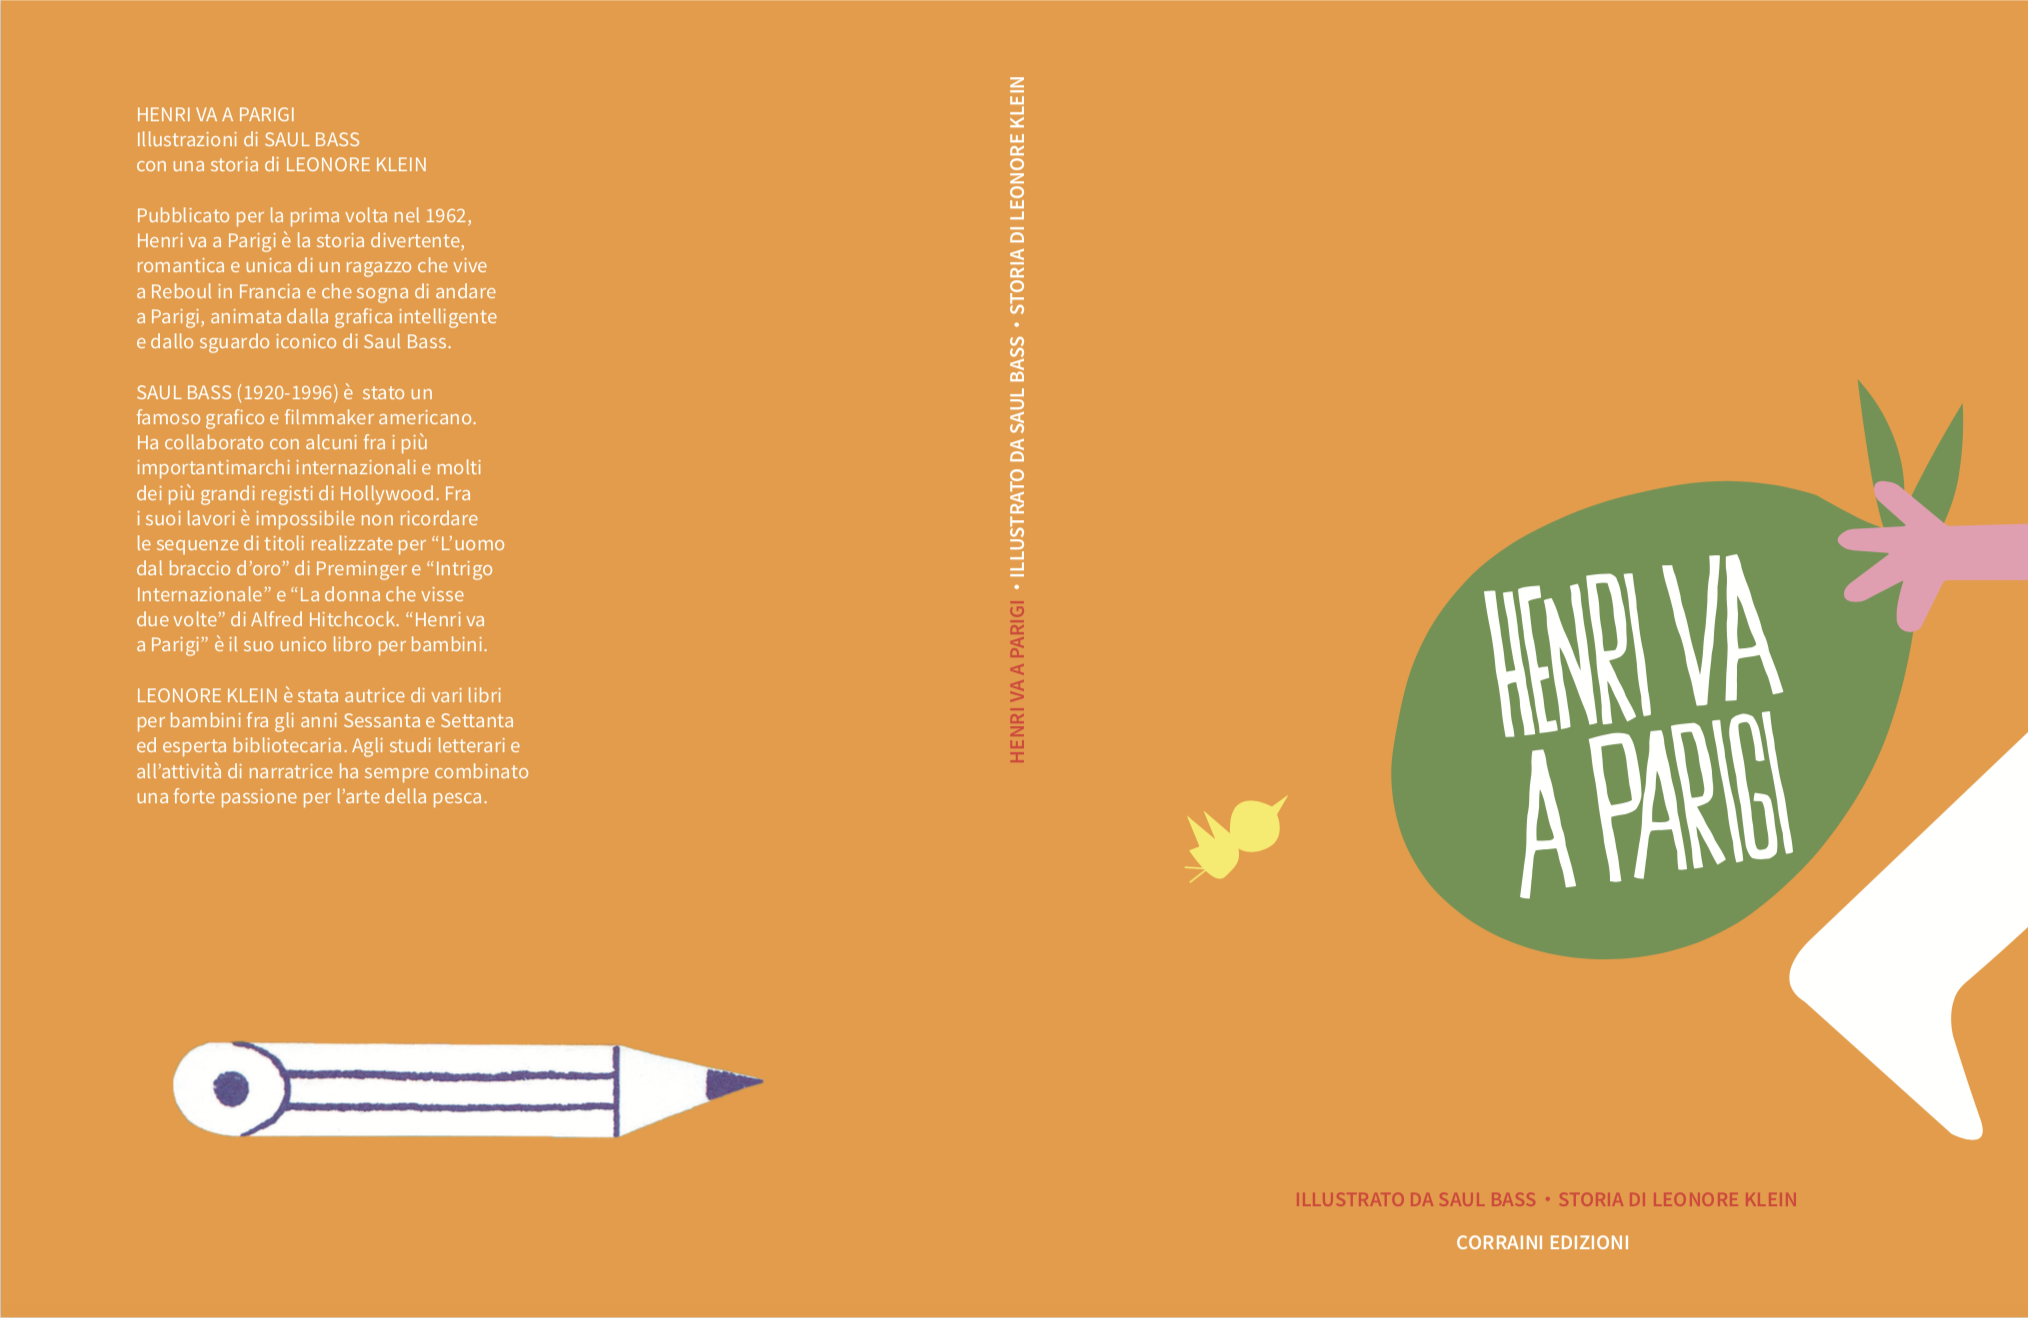 HENRI VA A PARIGI
Illustrazioni di SAUL BASS
con una storia di LEONORE KLEIN
Pubblicato per la prima volta nel 1962,
Henri va a Parigi è la storia divertente,
romantica e unica di un ragazzo che vive
a Reboul in Francia e che sogna di andare
a Parigi, animata dalla grafica intelligente
e dallo sguardo iconico di Saul Bass.
SAUL BASS (1920-1996) è  stato un
famoso grafico e filmmaker americano.
Ha collaborato con alcuni fra i più
importantimarchi internazionali e molti
dei più grandi registi di Hollywood. Fra
i suoi lavori è impossibile non ricordare
le sequenze di titoli realizzate per “L’uomo
dal braccio d’oro” di Preminger e “Intrigo
Internazionale” e “La donna che visse
due volte” di Alfred Hitchcock. “Henri va
a Parigi” è il suo unico libro per bambini.
LEONORE KLEIN è stata autrice di vari libri
per bambini fra gli anni Sessanta e Settanta
ed esperta bibliotecaria. Agli studi letterari e
all’attività di narratrice ha sempre combinato
una forte passione per l’arte della pesca.
HENRI VA A PARIGI • ILLUSTRATO DA SAUL BASS • STORIA DI LEONORE KLEIN
HENRI VA
A PARIGI
ILLUSTRATO DA SAUL BASS • STORIA DI LEONORE KLEIN
CORRAINI EDIZIONI